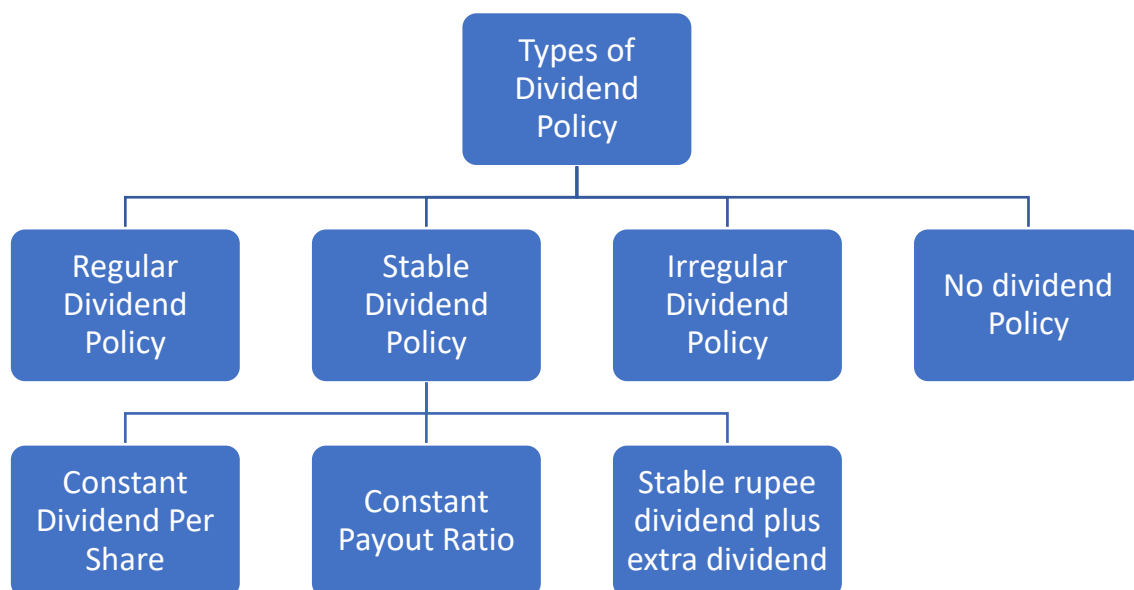 Types of
Dividend
Policy
Regular
Dividend
Policy
Stable
Dividend
Policy
Irregular
Dividend
Policy
No dividend
Policy
Constant
Dividend Per
Share
Constant
Payout Ratio
Stable rupee
dividend plus
extra dividend